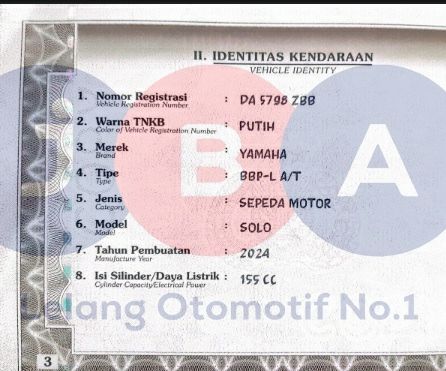 II. IDENTITAS KENDARAAN
VEHICLE IDENTITY
1. Nomor Registrasi : DA 5798 ZBB
Vehicle Registration Number
2. Warna TNKB : PUTIH
Color of Vehicle Registration Number
3. Merek : YAMAHA
Brand
4. Tipe : BBP-L A/T
Type
5. Jenis : SEPEDA MOTOR
Category
6. Model : SOLO
Model
7. Tahun Pembuatan : 2024
Manufacture Year
8. Isi Silinder/Daya Listrik : 155 CC
Cylinder Capacity/Electrical Power
BA
Lelang Otomotif No.1
3